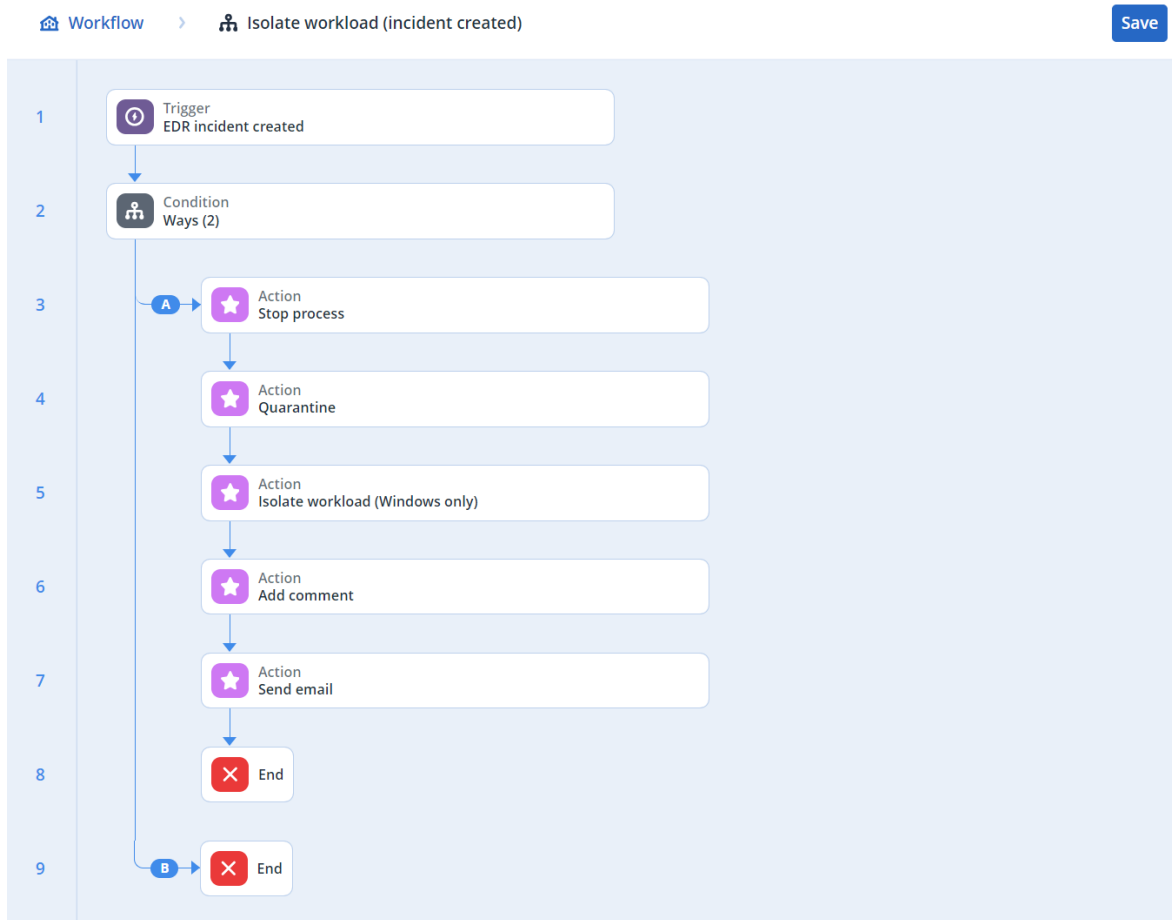 Workflow
Isolate workload (incident created)
Save
1
Trigger
EDR incident created
2
Condition
Ways (2)
3
A
Action
Stop process
4
Action
Quarantine
5
Action
Isolate workload (Windows only)
6
Action
Add comment
7
Action
Send email
8
End
9
B
End